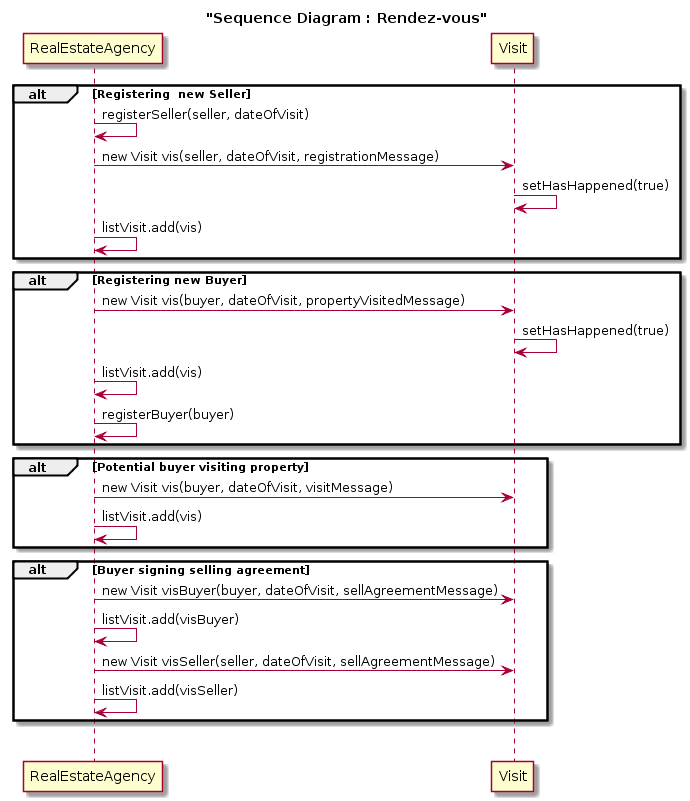 "Sequence Diagram : Rendez-vous"
RealEstateAgency Visit
alt [Registering  new Seller]
registerSeller(seller, dateOfVisit)
new Visit vis(seller, dateOfVisit, registrationMessage)
setHasHappened(true)
listVisit.add(vis)
alt [Registering new Buyer]
new Visit vis(buyer, dateOfVisit, propertyVisitedMessage)
setHasHappened(true)
listVisit.add(vis)
registerBuyer(buyer)
alt [Potential buyer visiting property]
new Visit vis(buyer, dateOfVisit, visitMessage)
listVisit.add(vis)
alt [Buyer signing selling agreement]
new Visit visBuyer(buyer, dateOfVisit, sellAgreementMessage)
listVisit.add(visBuyer)
new Visit visSeller(seller, dateOfVisit, sellAgreementMessage)
listVisit.add(visSeller)
RealEstateAgency Visit